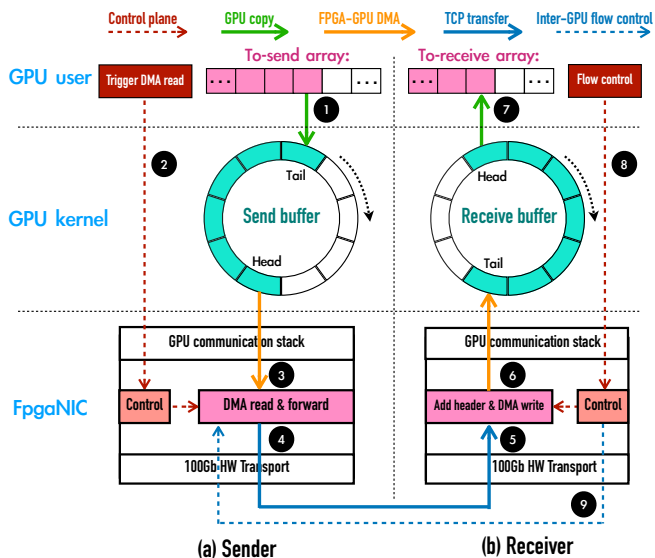 Control plane GPU copy FPGA-GPU DMA TCP transfer Inter-GPU flow control
GPU user
Trigger DMA read
To-send array:
... ... ...
To-receive array:
... ... ...
Flow control
1
7
2
8
GPU kernel
Tail
Send buffer
Head
Head
Receive buffer
Tail
FpgaNIC
GPU communication stack
3
Control
DMA read & forward
4
100Gb HW Transport
GPU communication stack
6
Add header & DMA write
Control
5
100Gb HW Transport
9
(a) Sender
(b) Receiver